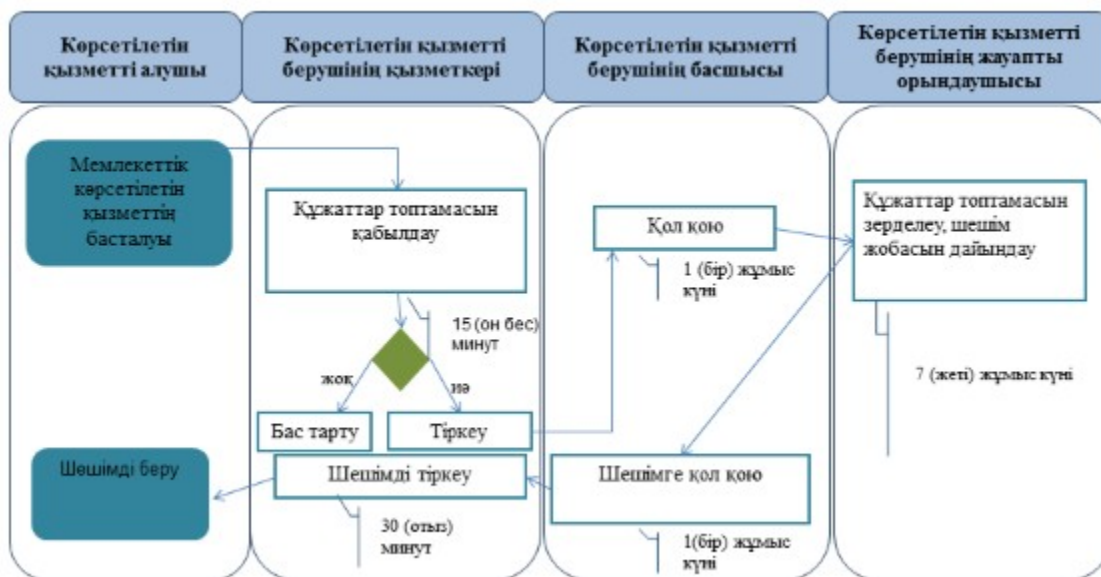 Көрсетілетін
қызметті алушы
Көрсетілетін қызметті
берушінің қызметкері
Көрсетілетін қызметті
берушінің басшысы
Көрсетілетін қызметті
берушінің жауапты
орындаушысы
Мемлекеттік
көрсетілетін
қызметтің
басталуы
Құжаттар топтамасын
қабылдау
15 (он бес)
минут
жоқ
иә
Бас тарту
Тіркеу
Қол қою
1 (бір) жұмыс
күні
Құжаттар топтамасын
зерделеу, шешім
жобасын дайындау
7 (жеті) жұмыс күні
Шешімге қол қою
1(бір) жұмыс
күні
Шешімді тіркеу
30 (отыз)
минут
Шешімді беру